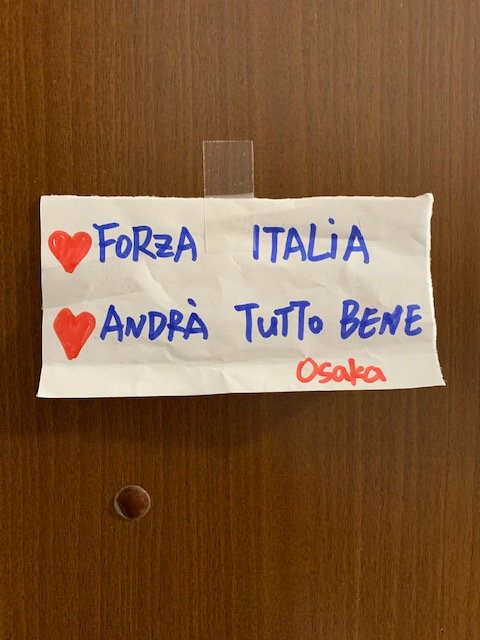 FORZA ITALiA
ANDRÀ TUTTO BENE
Osaka